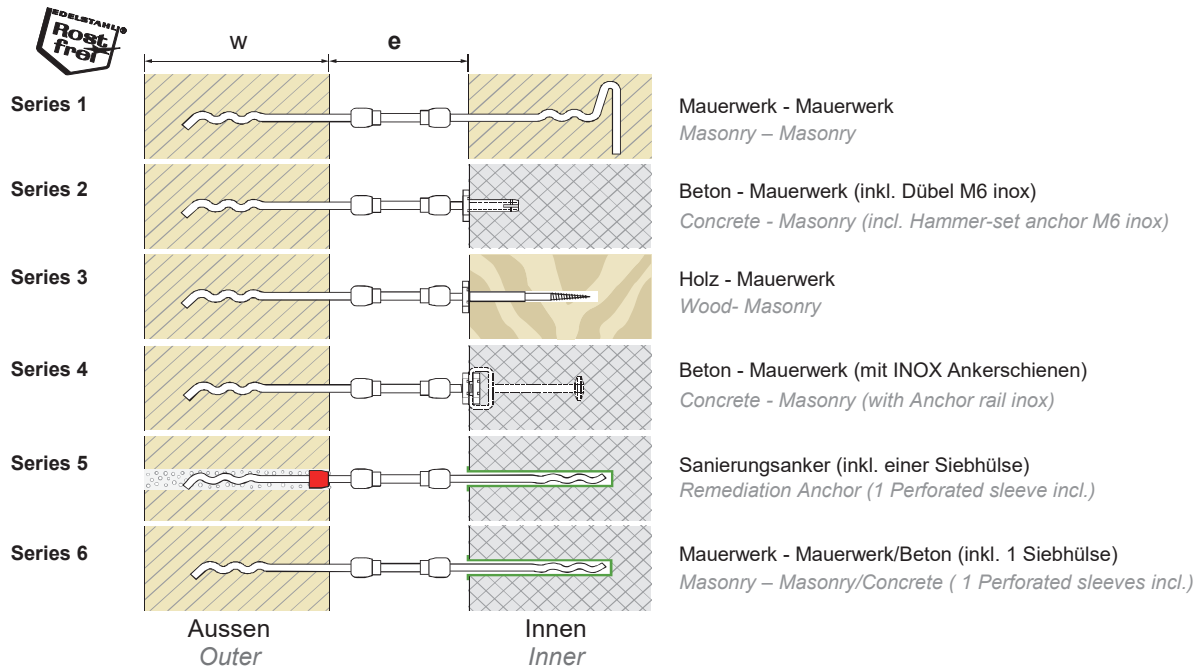 EDELSTAHL®
Rost
frei
w
e
Series 1
Mauerwerk - Mauerwerk
Masonry – Masonry
Series 2
Beton - Mauerwerk (inkl. Dübel M6 inox)
Concrete - Masonry (incl. Hammer-set anchor M6 inox)
Series 3
Holz - Mauerwerk
Wood- Masonry
Series 4
Beton - Mauerwerk (mit INOX Ankerschienen)
Concrete - Masonry (with Anchor rail inox)
Series 5
Sanierungsanker (inkl. einer Siebhülse)
Remediation Anchor (1 Perforated sleeve incl.)
Series 6
Mauerwerk - Mauerwerk/Beton (inkl. 1 Siebhülse)
Masonry – Masonry/Concrete ( 1 Perforated sleeves incl.)
Aussen
Outer
Innen
Inner